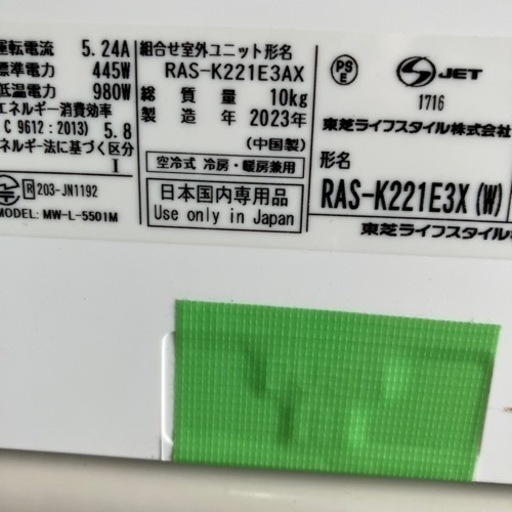 運転電流 5.24A
標準電力 445W
低温電力 980W
エネルギー消費効率
C 9612:2013) 5.8
ネルギー法に基づく区分
I
R 203-JN1192
MODEL: MW-L-5501M
組合せ室外ユニット形名
RAS-K221E3AX
総質量 10kg
製造年 2023年
(中国製)
空冷式 冷房・暖房兼用
日本国内専用品
Use only in Japan
PS
E
JET
1716
東芝ライフスタイル株式会社
形名
RAS-K221E3X(W)
東芝ライフスタイル